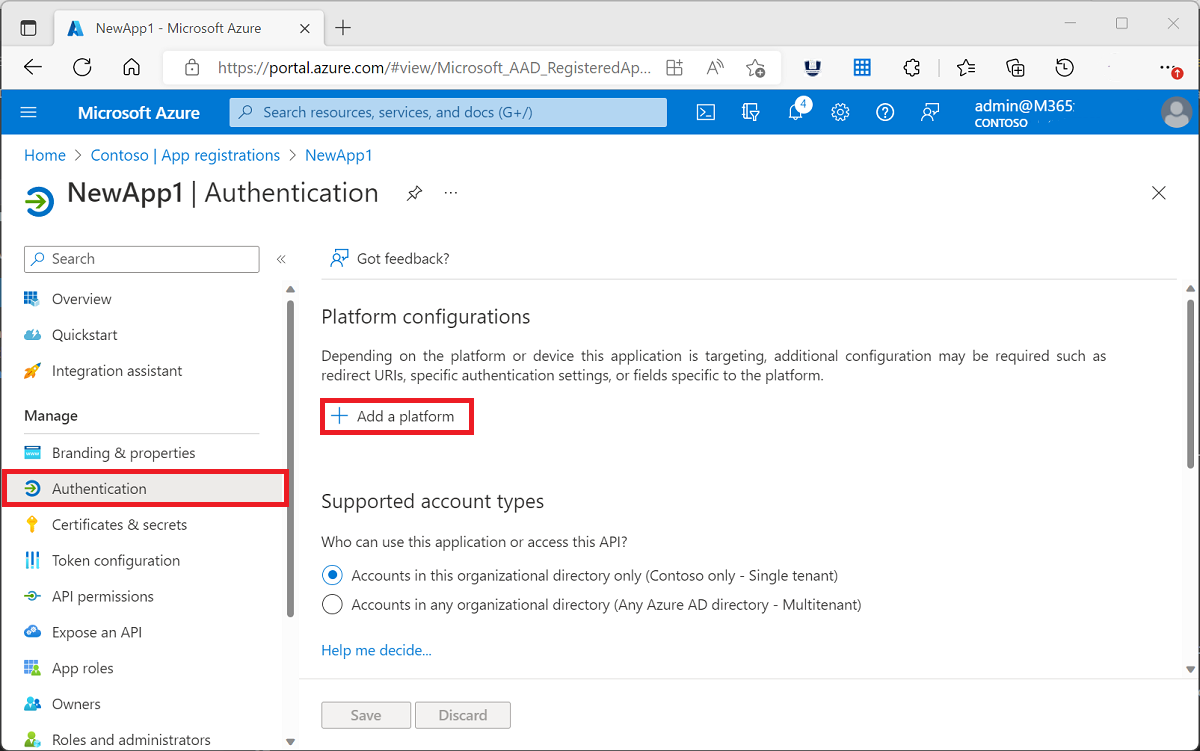 NewApp1 - Microsoft Azure
https://portal.azure.com/#view/Microsoft_AAD_RegisteredAp...
Microsoft Azure
Search resources, services, and docs (G+/)
4
admin@M365
CONTOSO
Home > Contoso | App registrations > NewApp1
NewApp1 | Authentication
Search
Got feedback?
Overview
Quickstart
Integration assistant
Manage
Branding & properties
Authentication
Certificates & secrets
Token configuration
API permissions
Expose an API
App roles
Owners
Roles and administrators
Platform configurations
Depending on the platform or device this application is targeting, additional configuration may be required such as
redirect URIs, specific authentication settings, or fields specific to the platform.
Add a platform
Supported account types
Who can use this application or access this API?
Accounts in this organizational directory only (Contoso only - Single tenant)
Accounts in any organizational directory (Any Azure AD directory - Multitenant)
Help me decide...
Save
Discard